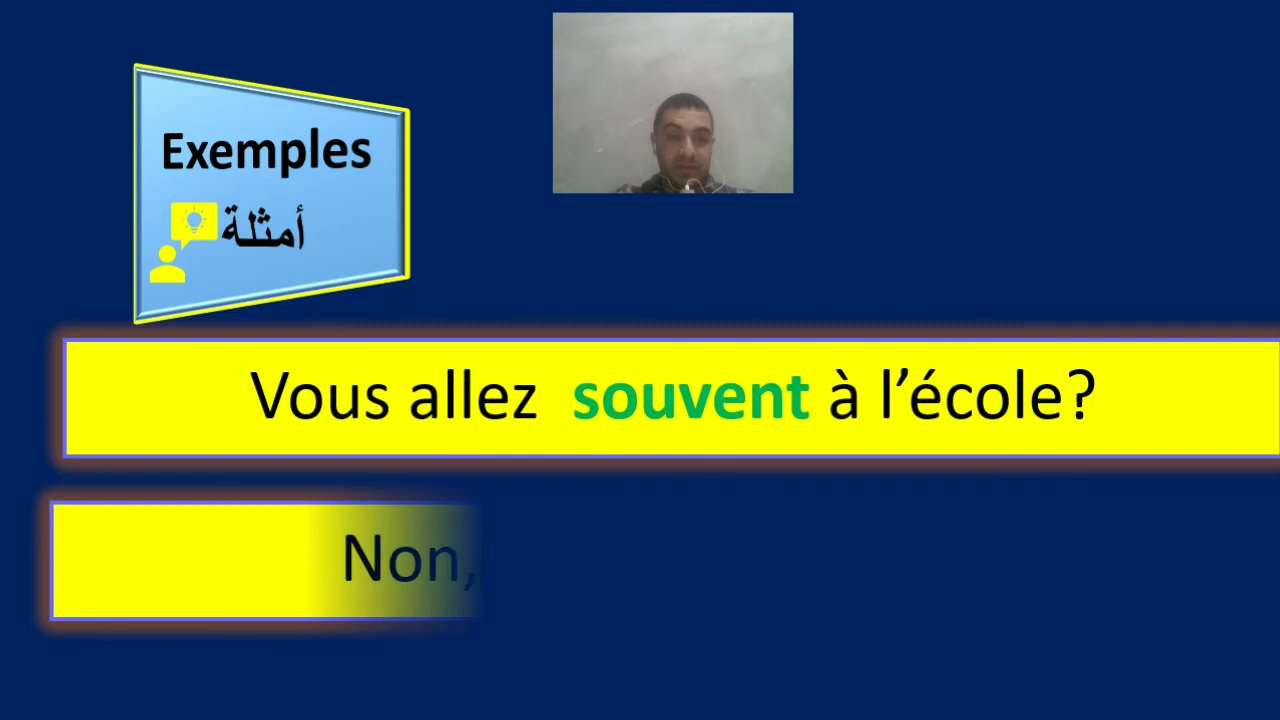 Exemples
أمثلة
Vous allez souvent à l’école?
Non,